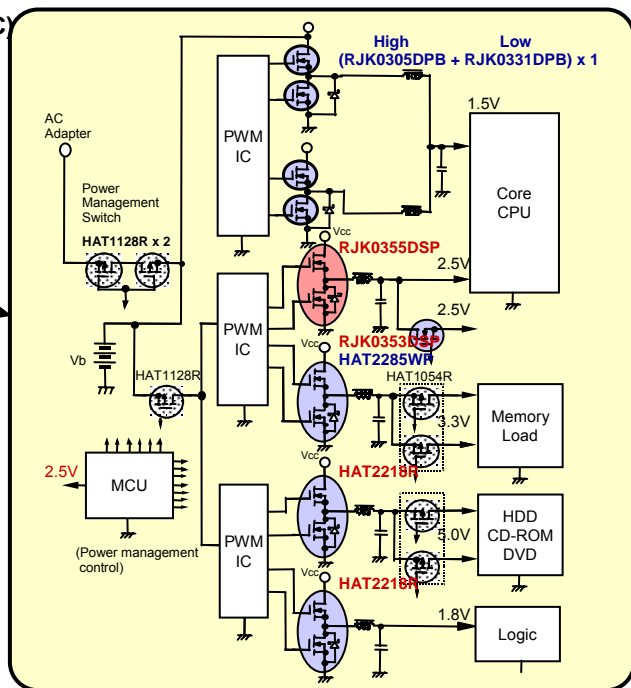 C)
High Low
(RJK0305DPB + RJK0331DPB) x 1
1.5V
AC
Adapter
PWM
IC
Core
CPU
Power
Management
Switch
HAT1128R x 2
Vcc
RJK0355DSP
2.5V
2.5V
PWM
IC
RJK0353DSP
HAT2285WP
Vb
HAT1128R
Vcc
HAT1054R
3.3V
Memory
Load
2.5V
MCU
(Power management
control)
Vcc
HAT2218R
5.0V
HDD
CD-ROM
DVD
PWM
IC
Vcc
HAT2218R
1.8V
Logic